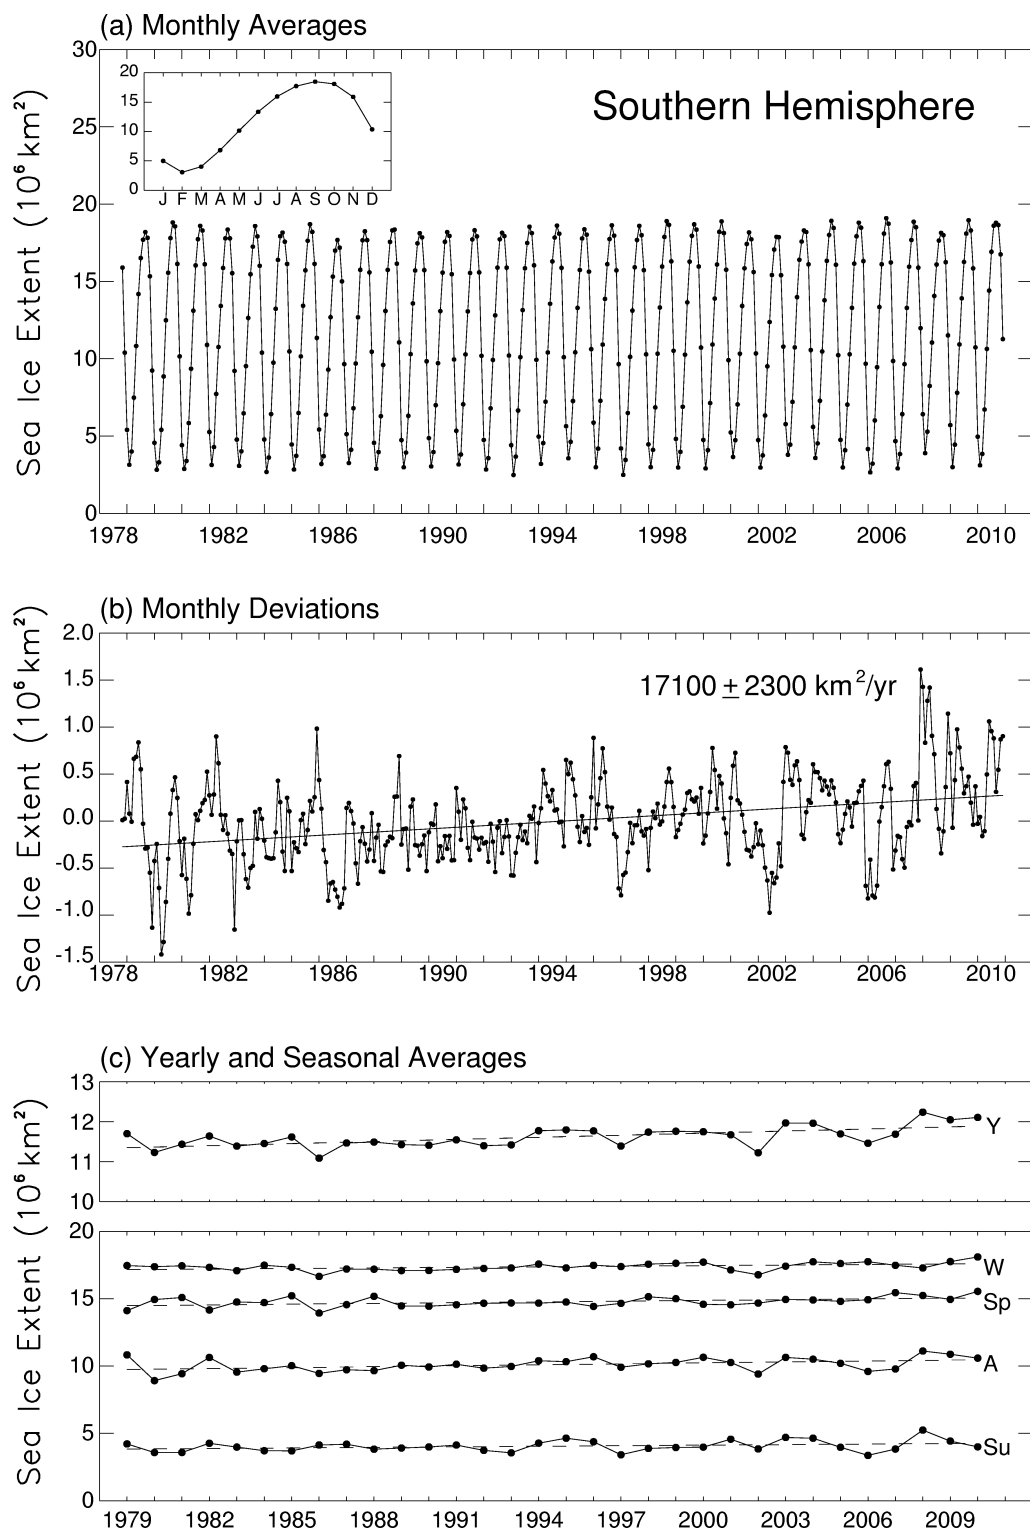 (a) Monthly Averages
Southern Hemisphere
Sea Ice Extent (10⁶ km²)
30
25
20
15
10
5
0
20
15
10
5
0
J F M A M J J A S O N D
1978 1982 1986 1990 1994 1998 2002 2006 2010
(b) Monthly Deviations
17100 ± 2300 km²/yr
Sea Ice Extent (10⁶ km²)
2.0
1.5
1.0
0.5
0.0
-0.5
-1.0
-1.5
1978 1982 1986 1990 1994 1998 2002 2006 2010
(c) Yearly and Seasonal Averages
Sea Ice Extent (10⁶ km²)
13
12
11
10
Y
20
15
10
5
0
W
Sp
A
Su
1979 1982 1985 1988 1991 1994 1997 2000 2003 2006 2009